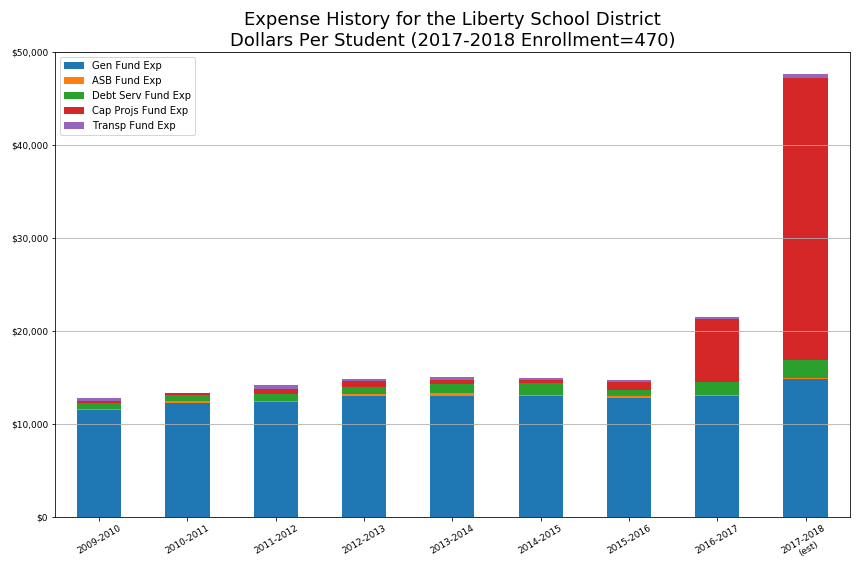 Expense History for the Liberty School District
Dollars Per Student (2017-2018 Enrollment=470)
$50,000
$40,000
$30,000
$20,000
$10,000
$0
Gen Fund Exp
ASB Fund Exp
Debt Serv Fund Exp
Cap Projs Fund Exp
Transp Fund Exp
2009-2010
2010-2011
2011-2012
2012-2013
2013-2014
2014-2015
2015-2016
2016-2017
2017-2018
(est)